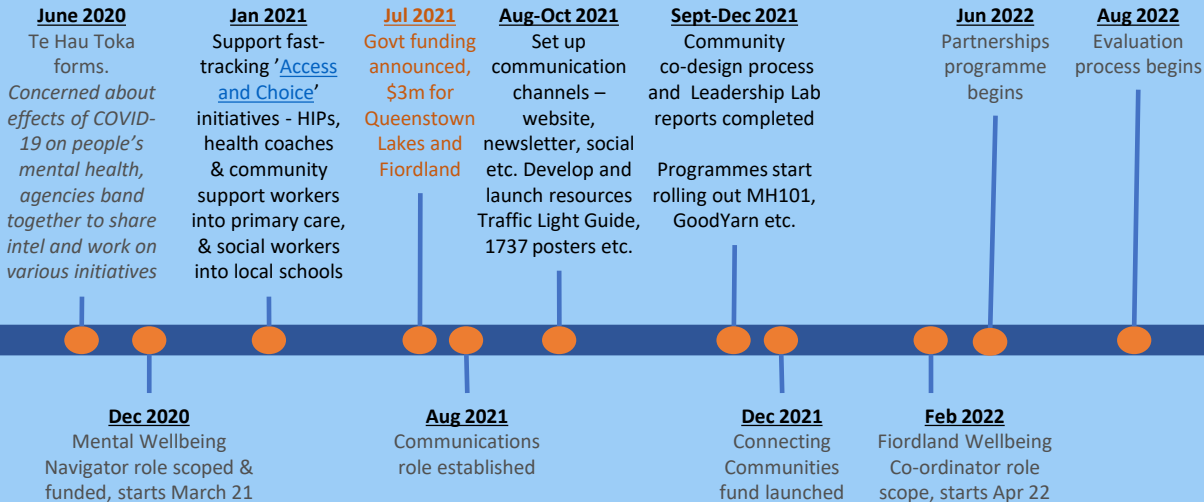 June 2020
Te Hau Toka
forms.
Concerned about
effects of COVID-
19 on people's
mental health,
agencies band
together to share
intel and work on
various initiatives
Jan 2021
Support fast-
tracking 'Access
and Choice'
initiatives - HIPs,
health coaches
& community
support workers
into primary care,
& social workers
into local schools
Jul 2021
Govt funding
announced,
$3m for
Queenstown
Lakes and
Fiordland
Aug-Oct 2021
Set up
communication
channels –
website,
newsletter, social
etc. Develop and
launch resources
Traffic Light Guide,
1737 posters etc.
Sept-Dec 2021
Community
co-design process
and Leadership Lab
reports completed
Programmes start
rolling out MH101,
GoodYarn etc.
Jun 2022
Partnerships
programme
begins
Aug 2022
Evaluation
process begins
Dec 2020
Mental Wellbeing
Navigator role scoped &
funded, starts March 21
Aug 2021
Communications
role established
Dec 2021
Connecting
Communities
fund launched
Feb 2022
Fiordland Wellbeing
Co-ordinator role
scope, starts Apr 22